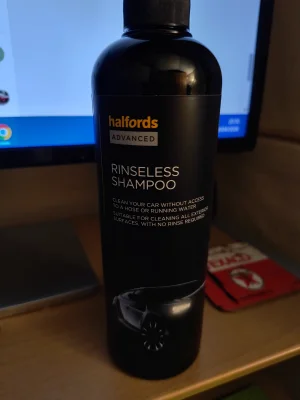 halfords
ADVANCED
RINSELESS
SHAMPOO
CLEAN YOUR CAR WITHOUT ACCESS
TO A HOSE OR RUNNING WATER.
SUITABLE FOR CLEANING ALL EXTERIOR
SURFACES, WITH NO RINSE REQUIRED